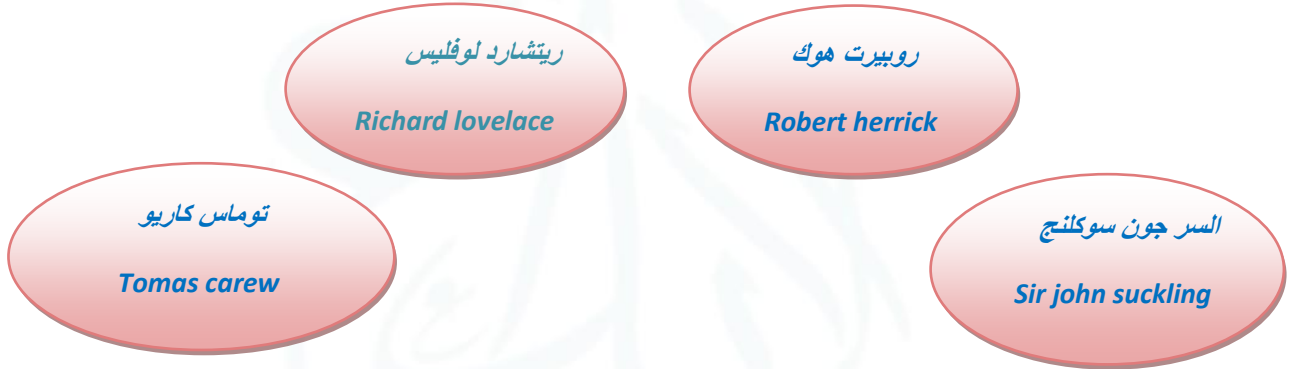 ريتشارد لوفليس
Richard lovelace
روبيرت هوك
Robert herrick
توماس كاريو
Tomas carew
السر جون سوكلنج
Sir john suckling